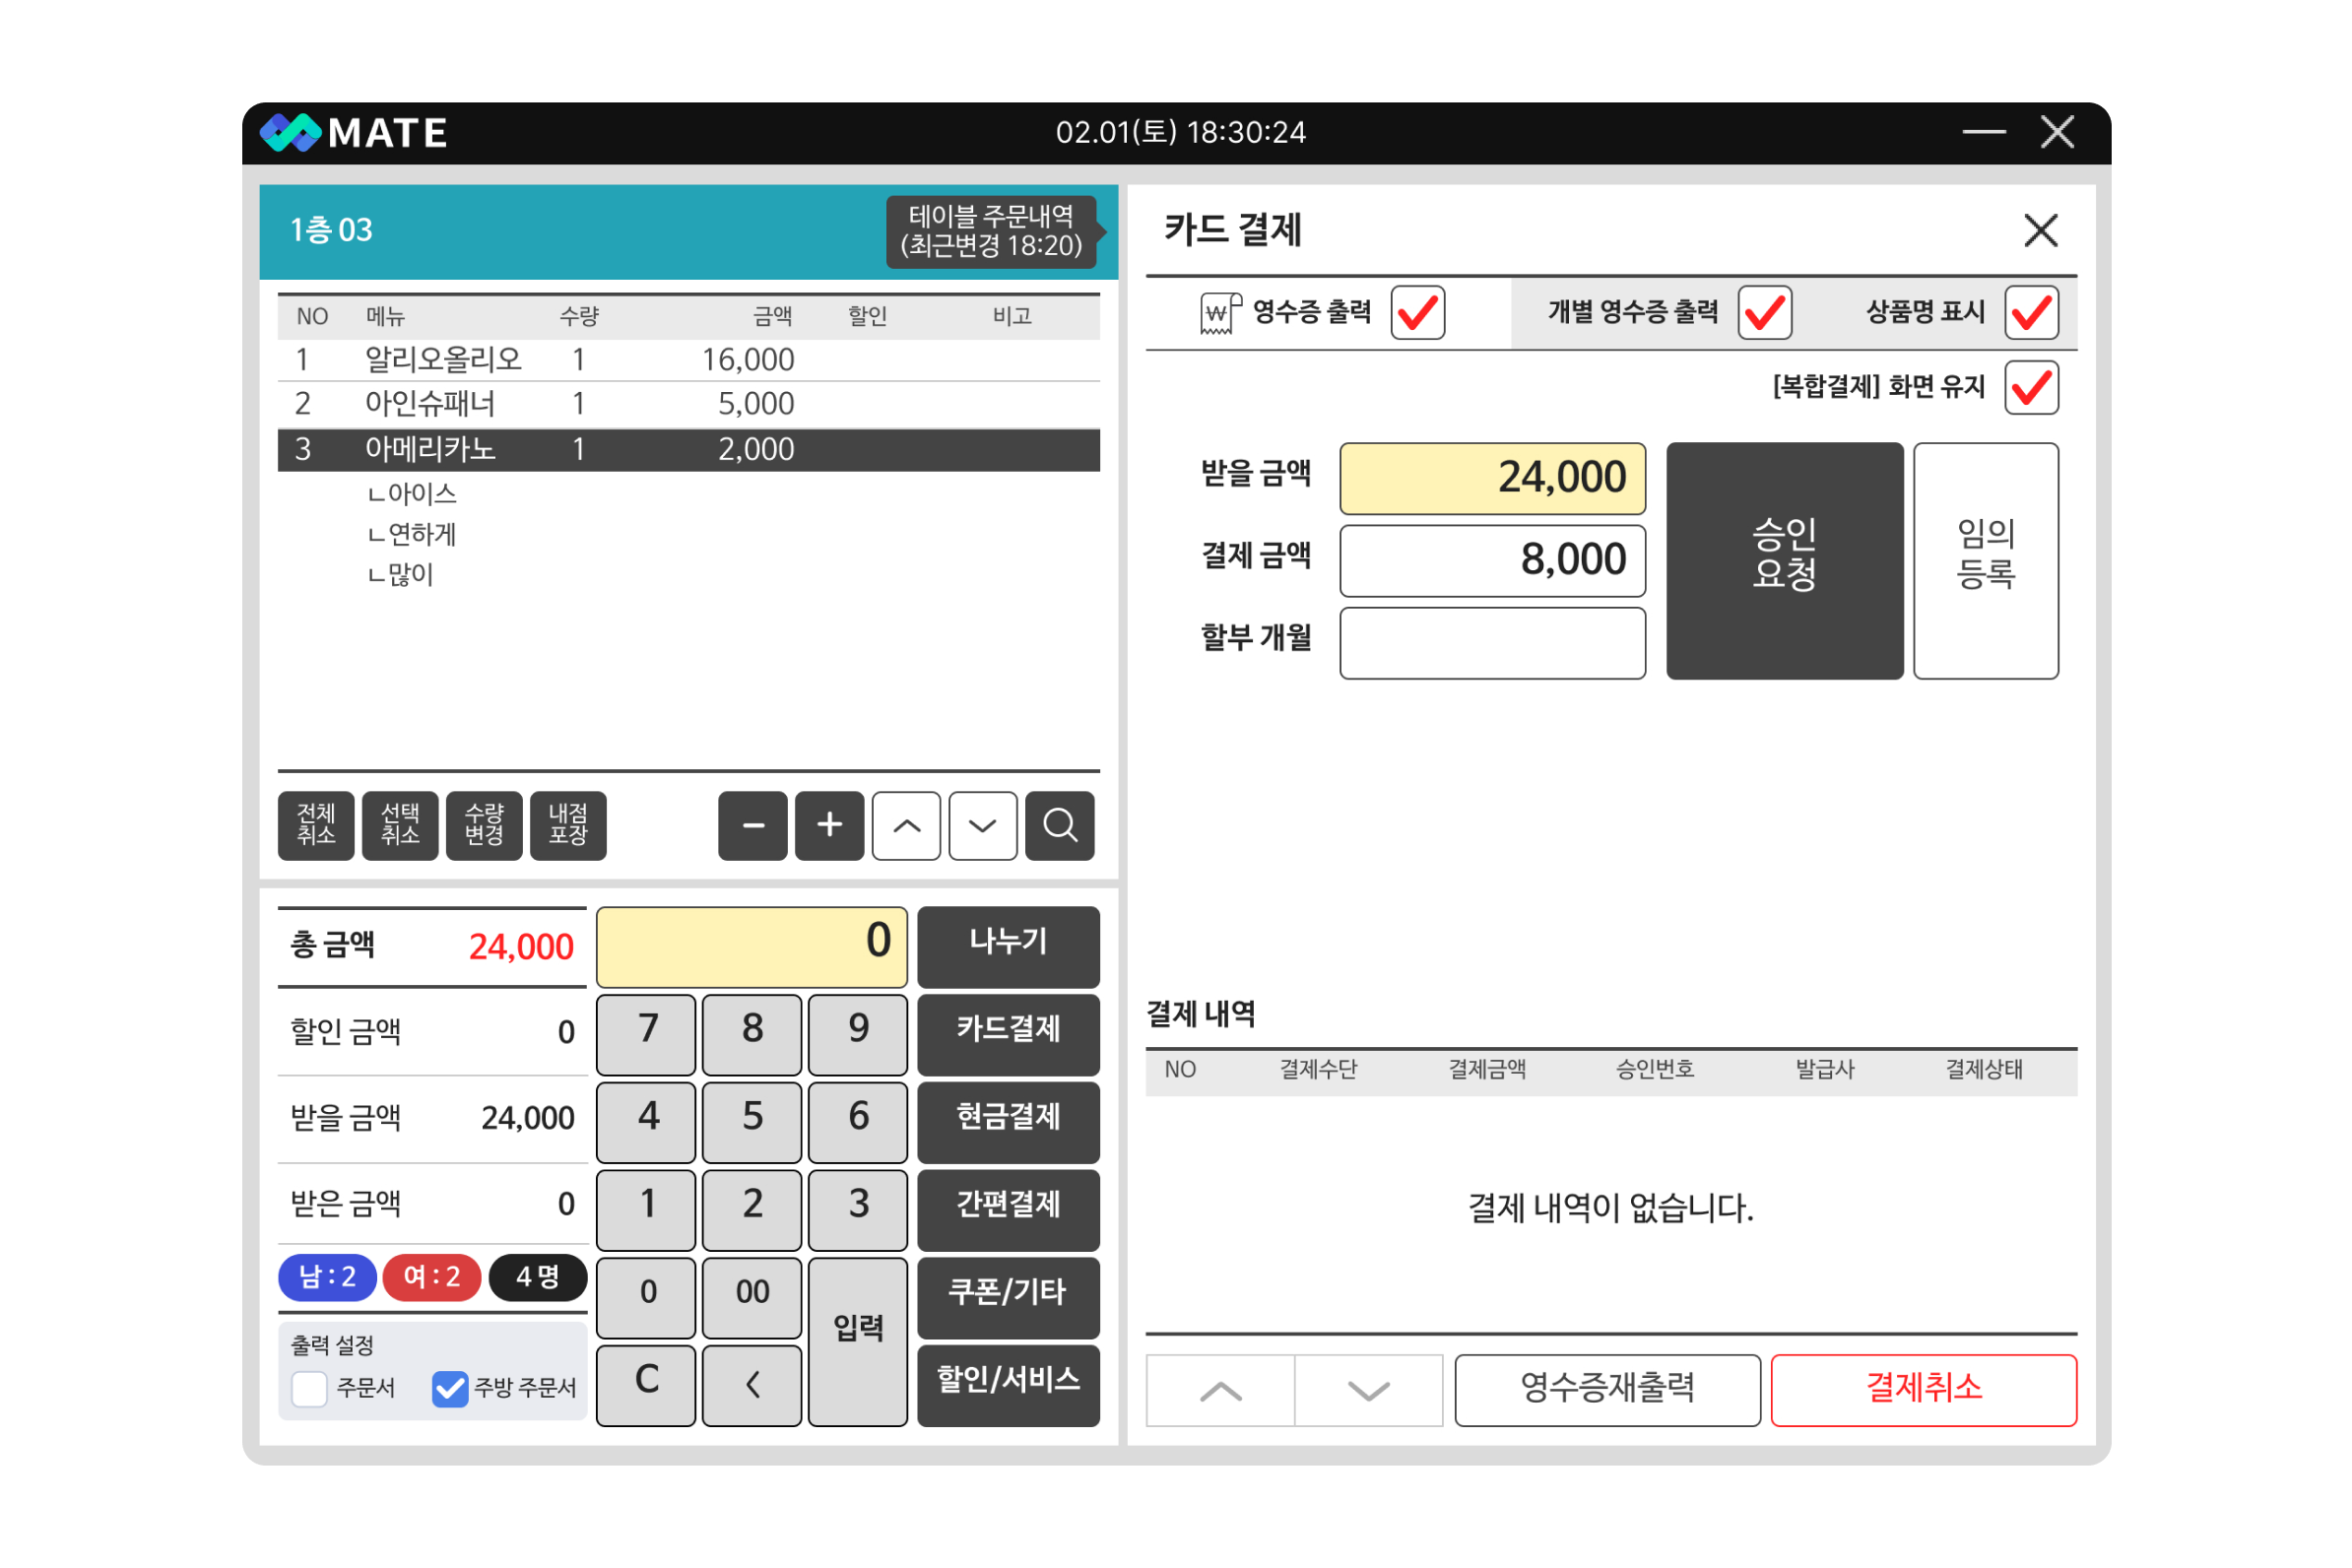 MATE
02.01(토) 18:30:24
1층 03
테이블 주문내역
(최근변경 18:20)
NO 메뉴 수량 금액 할인 비고
1 알리오올리오 1 16,000
2 아인슈패너 1 5,000
3 아메리카노 1 2,000
ㄴ아이스
ㄴ연하게
ㄴ많이
전체
취소
선택
취소
수량
변경
내점
포장
총 금액 24,000
할인 금액 0
받을 금액 24,000
받은 금액 0
남 : 2 여 : 2 4 명
출력 설정
주문서 주방 주문서
0
7 8 9
4 5 6
1 2 3
0 00 입력
C
나누기
카드결제
현금결제
간편결제
쿠폰/기타
할인/서비스
카드 결제
₩ 영수증 출력 개별 영수증 출력 상품명 표시
[복합결제] 화면 유지
받을 금액 24,000
결제 금액 8,000
할부 개월
승인
요청
임의
등록
결제 내역
NO 결제수단 결제금액 승인번호 발급사 결제상태
결제 내역이 없습니다.
영수증재출력 결제취소